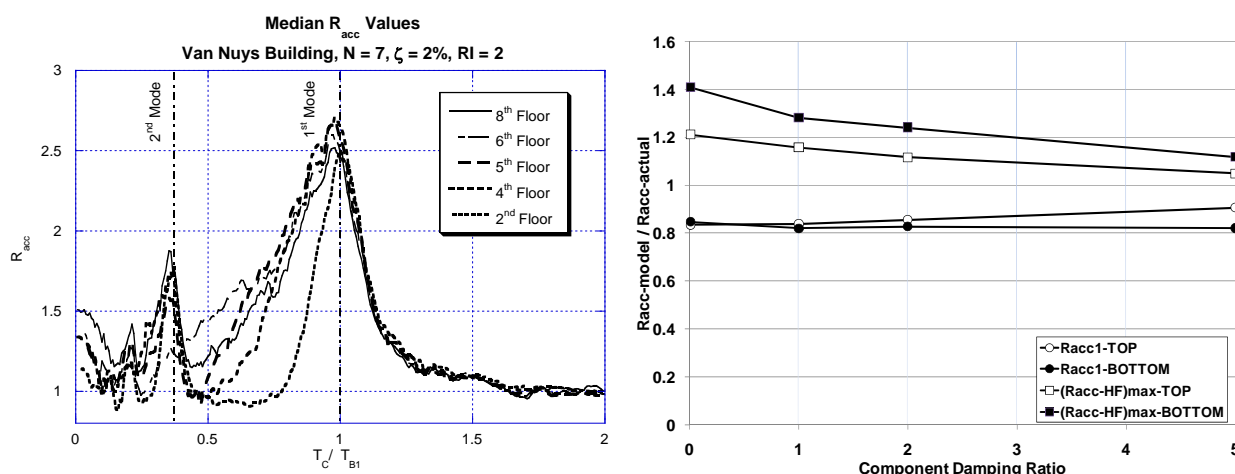 Median R_acc Values
Van Nuys Building, N = 7, ζ = 2%, RI = 2
3
2.5
2
1.5
1
R_acc
2nd Mode
1st Mode
8th Floor
6th Floor
5th Floor
4th Floor
2nd Floor
0 0.5 1 1.5 2
T_C/ T_B1
1.6
1.4
1.2
1
0.8
0.6
0.4
0.2
0
Racc-model / Racc-actual
Racc1-TOP
Racc1-BOTTOM
(Racc-HF)max-TOP
(Racc-HF)max-BOTTOM
0 1 2 3 4 5
Component Damping Ratio